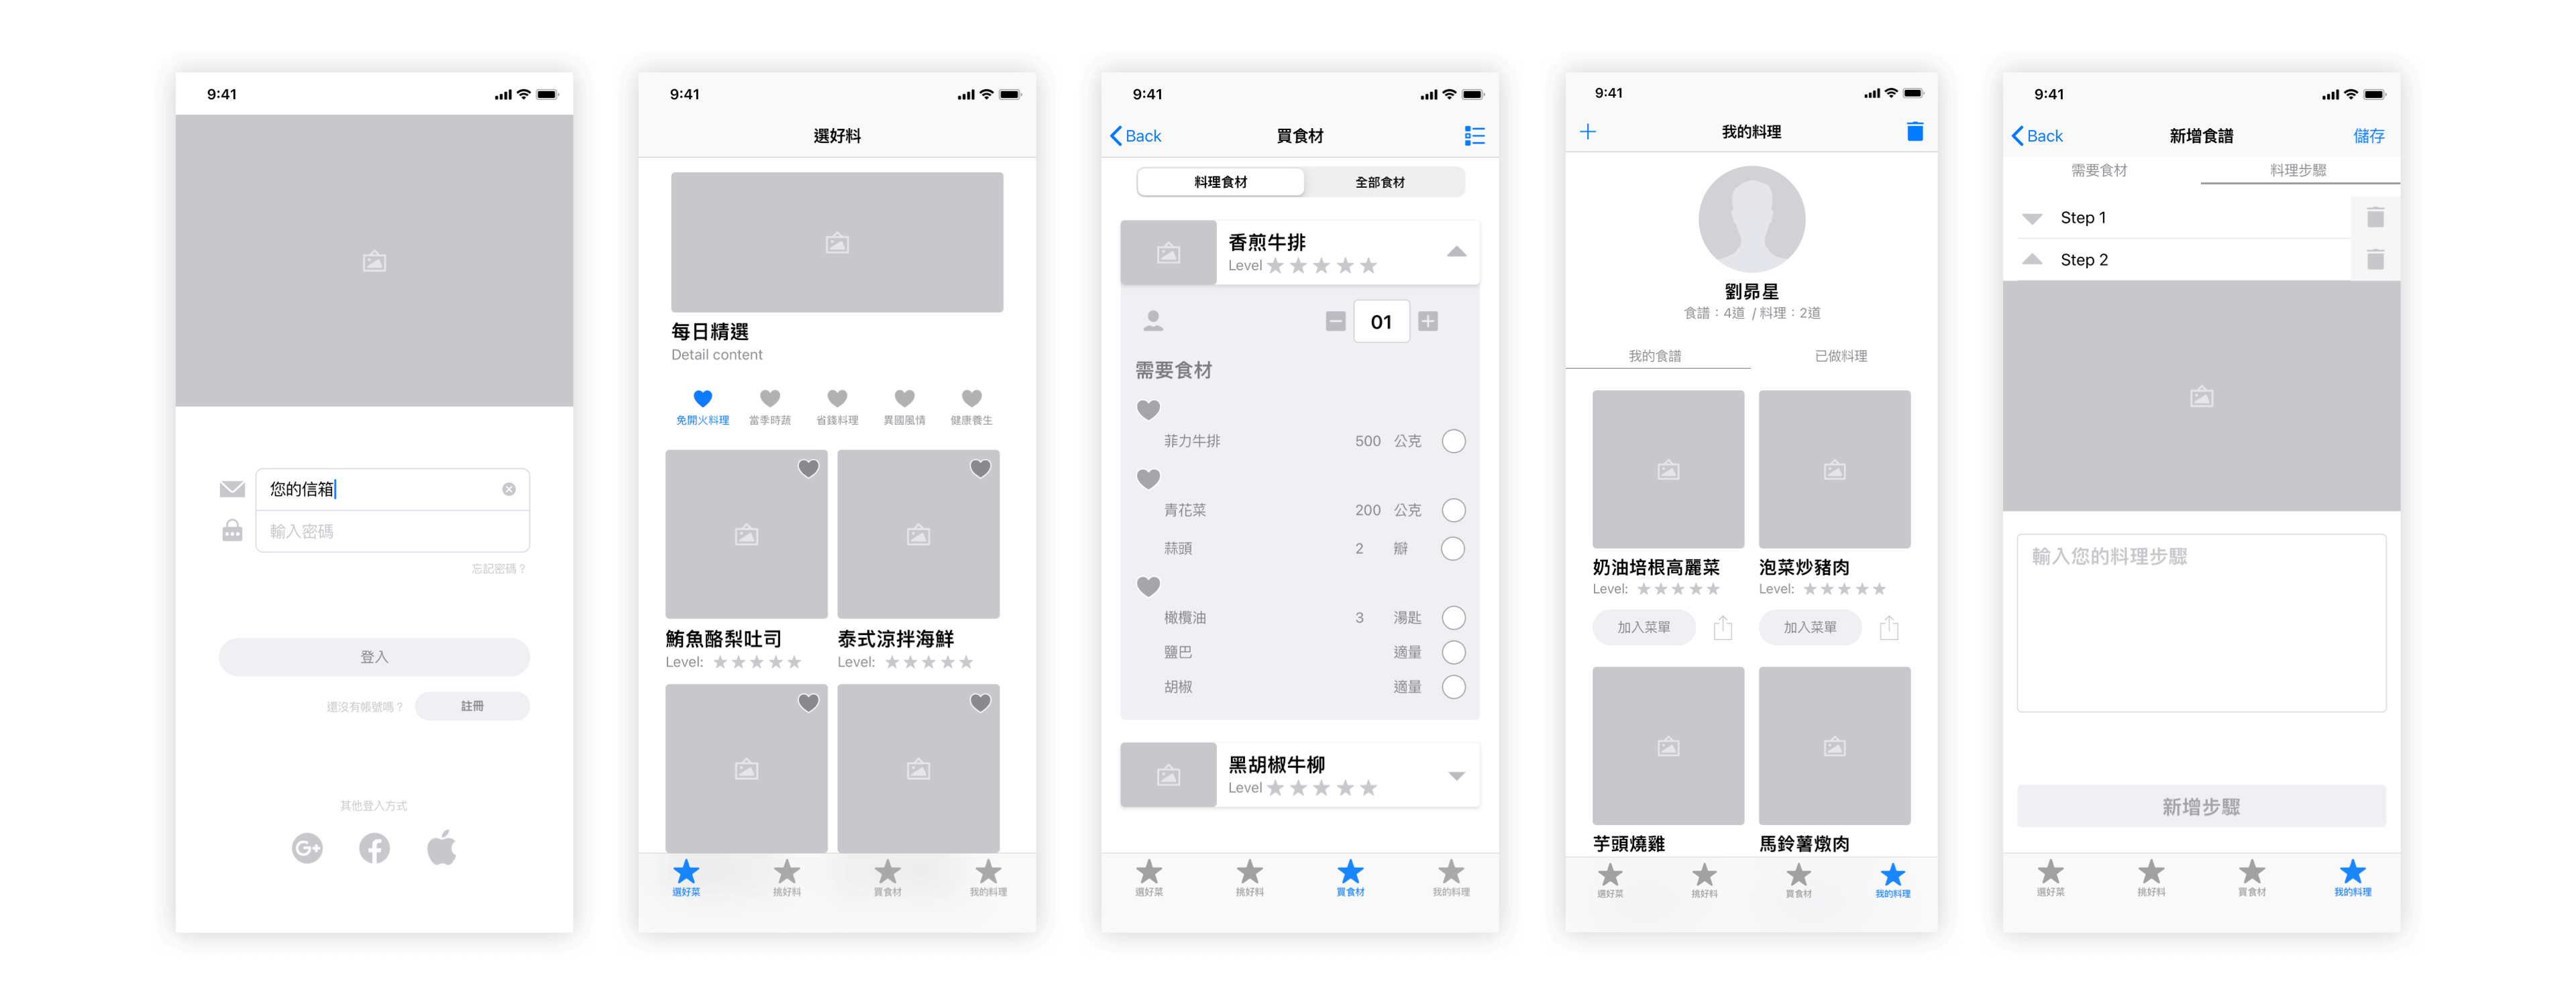 9:41
您的信箱
輸入密碼
忘記密碼？
登入
還沒有帳號嗎？ 註冊
其他登入方式
G+
9:41
選好料
每日精選
Detail content
免開火料理 當季時蔬 省錢料理 異國風情 健康養生
鮪魚酪梨吐司 泰式涼拌海鮮
Level: Level:
選好菜 挑好料 買食材 我的料理
9:41
Back 買食材
料理食材 全部食材
香煎牛排
Level
01
需要食材
菲力牛排 500 公克
青花菜 200 公克
蒜頭 2 瓣
橄欖油 3 湯匙
鹽巴 適量
胡椒 適量
黑胡椒牛柳
Level
選好菜 挑好料 買食材 我的料理
9:41
我的料理
劉昴星
食譜：4道 / 料理：2道
我的食譜 已做料理
奶油培根高麗菜 泡菜炒豬肉
Level: Level:
加入菜單 加入菜單
芋頭燒雞 馬鈴薯燉肉
選好菜 挑好料 買食材 我的料理
9:41
Back 新增食譜 儲存
需要食材 料理步驟
Step 1
Step 2
輸入您的料理步驟
新增步驟
選好菜 挑好料 買食材 我的料理